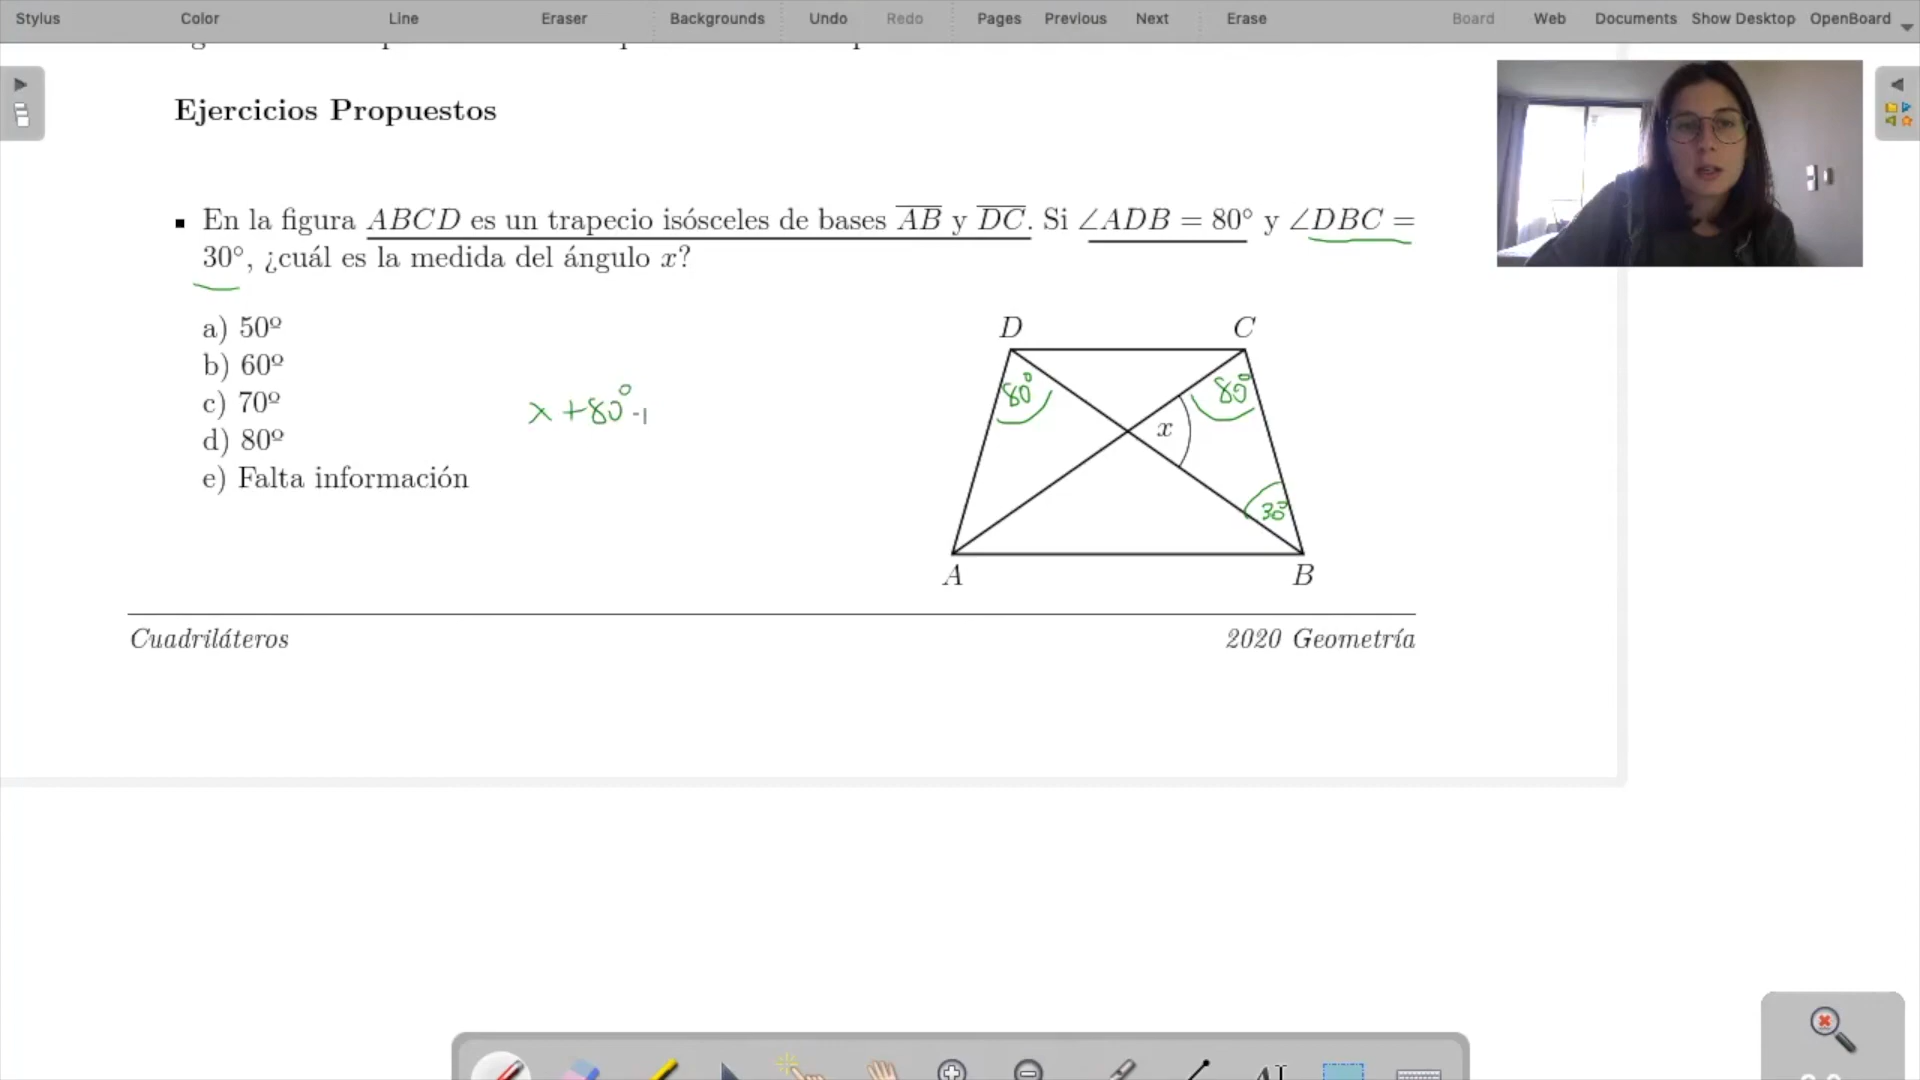 Stylus Color Line Eraser Backgrounds Undo Redo Pages Previous Next Erase Board Web Documents Show Desktop OpenBoard
Ejercicios Propuestos
En la figura ABCD es un trapecio isósceles de bases AB y DC. Si ∠ADB = 80° y ∠DBC =
30°, ¿cuál es la medida del ángulo x?
a) 50º
b) 60º
c) 70º
d) 80º
e) Falta información
x + 80°
D C
80° 80°
x
30°
A B
Cuadriláteros 2020 Geometría